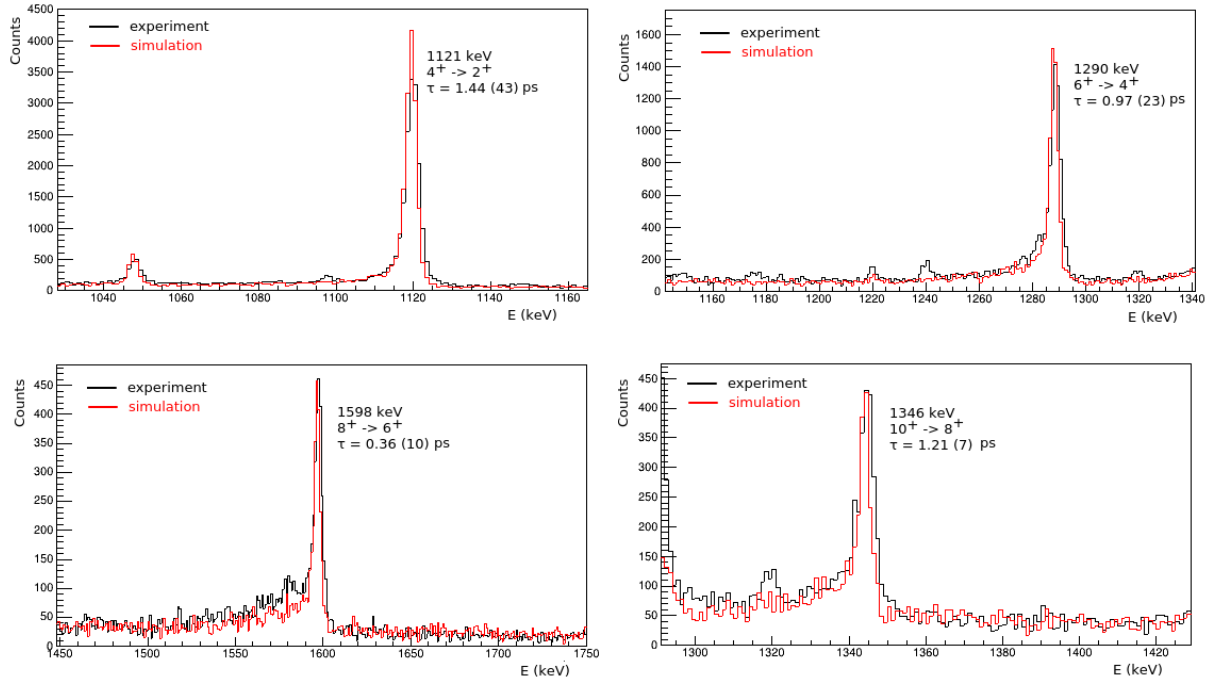 4500
4000
3500
3000
2500
2000
1500
1000
500
0
Counts
experiment
simulation
1121 keV
4+ -> 2+
τ = 1.44 (43) ps
1040
1060
1080
1100
1120
1140
1160
E (keV)
1600
1400
1200
1000
800
600
400
200
0
Counts
experiment
simulation
1290 keV
6+ -> 4+
τ = 0.97 (23) ps
1160
1180
1200
1220
1240
1260
1280
1300
1320
1340
E (keV)
450
400
350
300
250
200
150
100
50
0
Counts
experiment
simulation
1598 keV
8+ -> 6+
τ = 0.36 (10) ps
1450
1500
1550
1600
1650
1700
1750
E (keV)
450
400
350
300
250
200
150
100
50
0
Counts
experiment
simulation
1346 keV
10+ -> 8+
τ = 1.21 (7) ps
1300
1320
1340
1360
1380
1400
1420
E (keV)